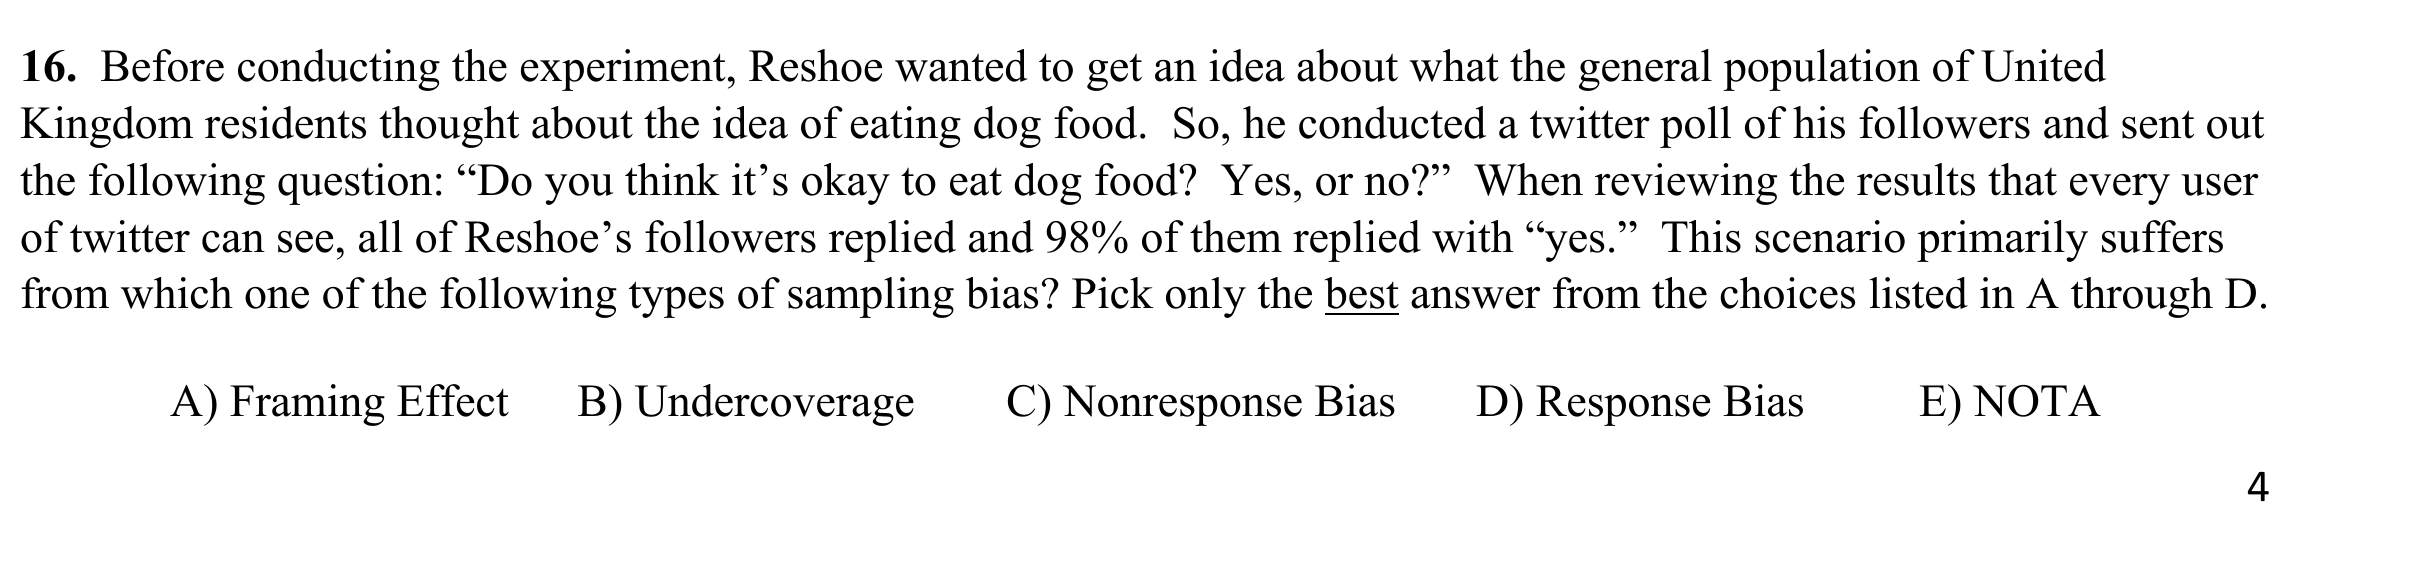 16.  Before conducting the experiment, Reshoe wanted to get an idea about what the general population of United
Kingdom residents thought about the idea of eating dog food.  So, he conducted a twitter poll of his followers and sent out
the following question: “Do you think it’s okay to eat dog food?  Yes, or no?”  When reviewing the results that every user
of twitter can see, all of Reshoe’s followers replied and 98% of them replied with “yes.”  This scenario primarily suffers
from which one of the following types of sampling bias? Pick only the best answer from the choices listed in A through D.
A) Framing Effect B) Undercoverage C) Nonresponse Bias D) Response Bias E) NOTA
4